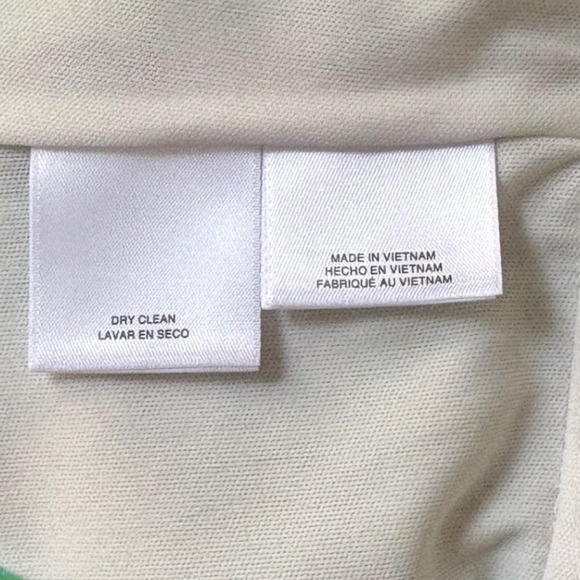 DRY CLEAN
LAVAR EN SECO
MADE IN VIETNAM
HECHO EN VIETNAM
FABRIQUÉ AU VIETNAM